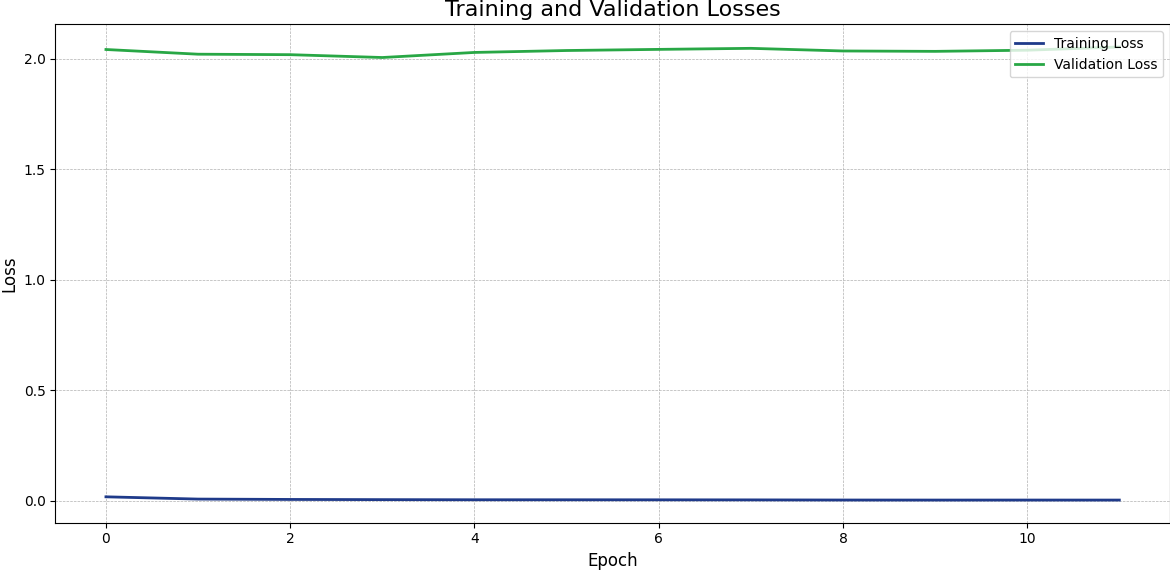 Training and Validation Losses
Training Loss
Validation Loss
2.0
1.5
1.0
0.5
0.0
Loss
0 2 4 6 8 10
Epoch